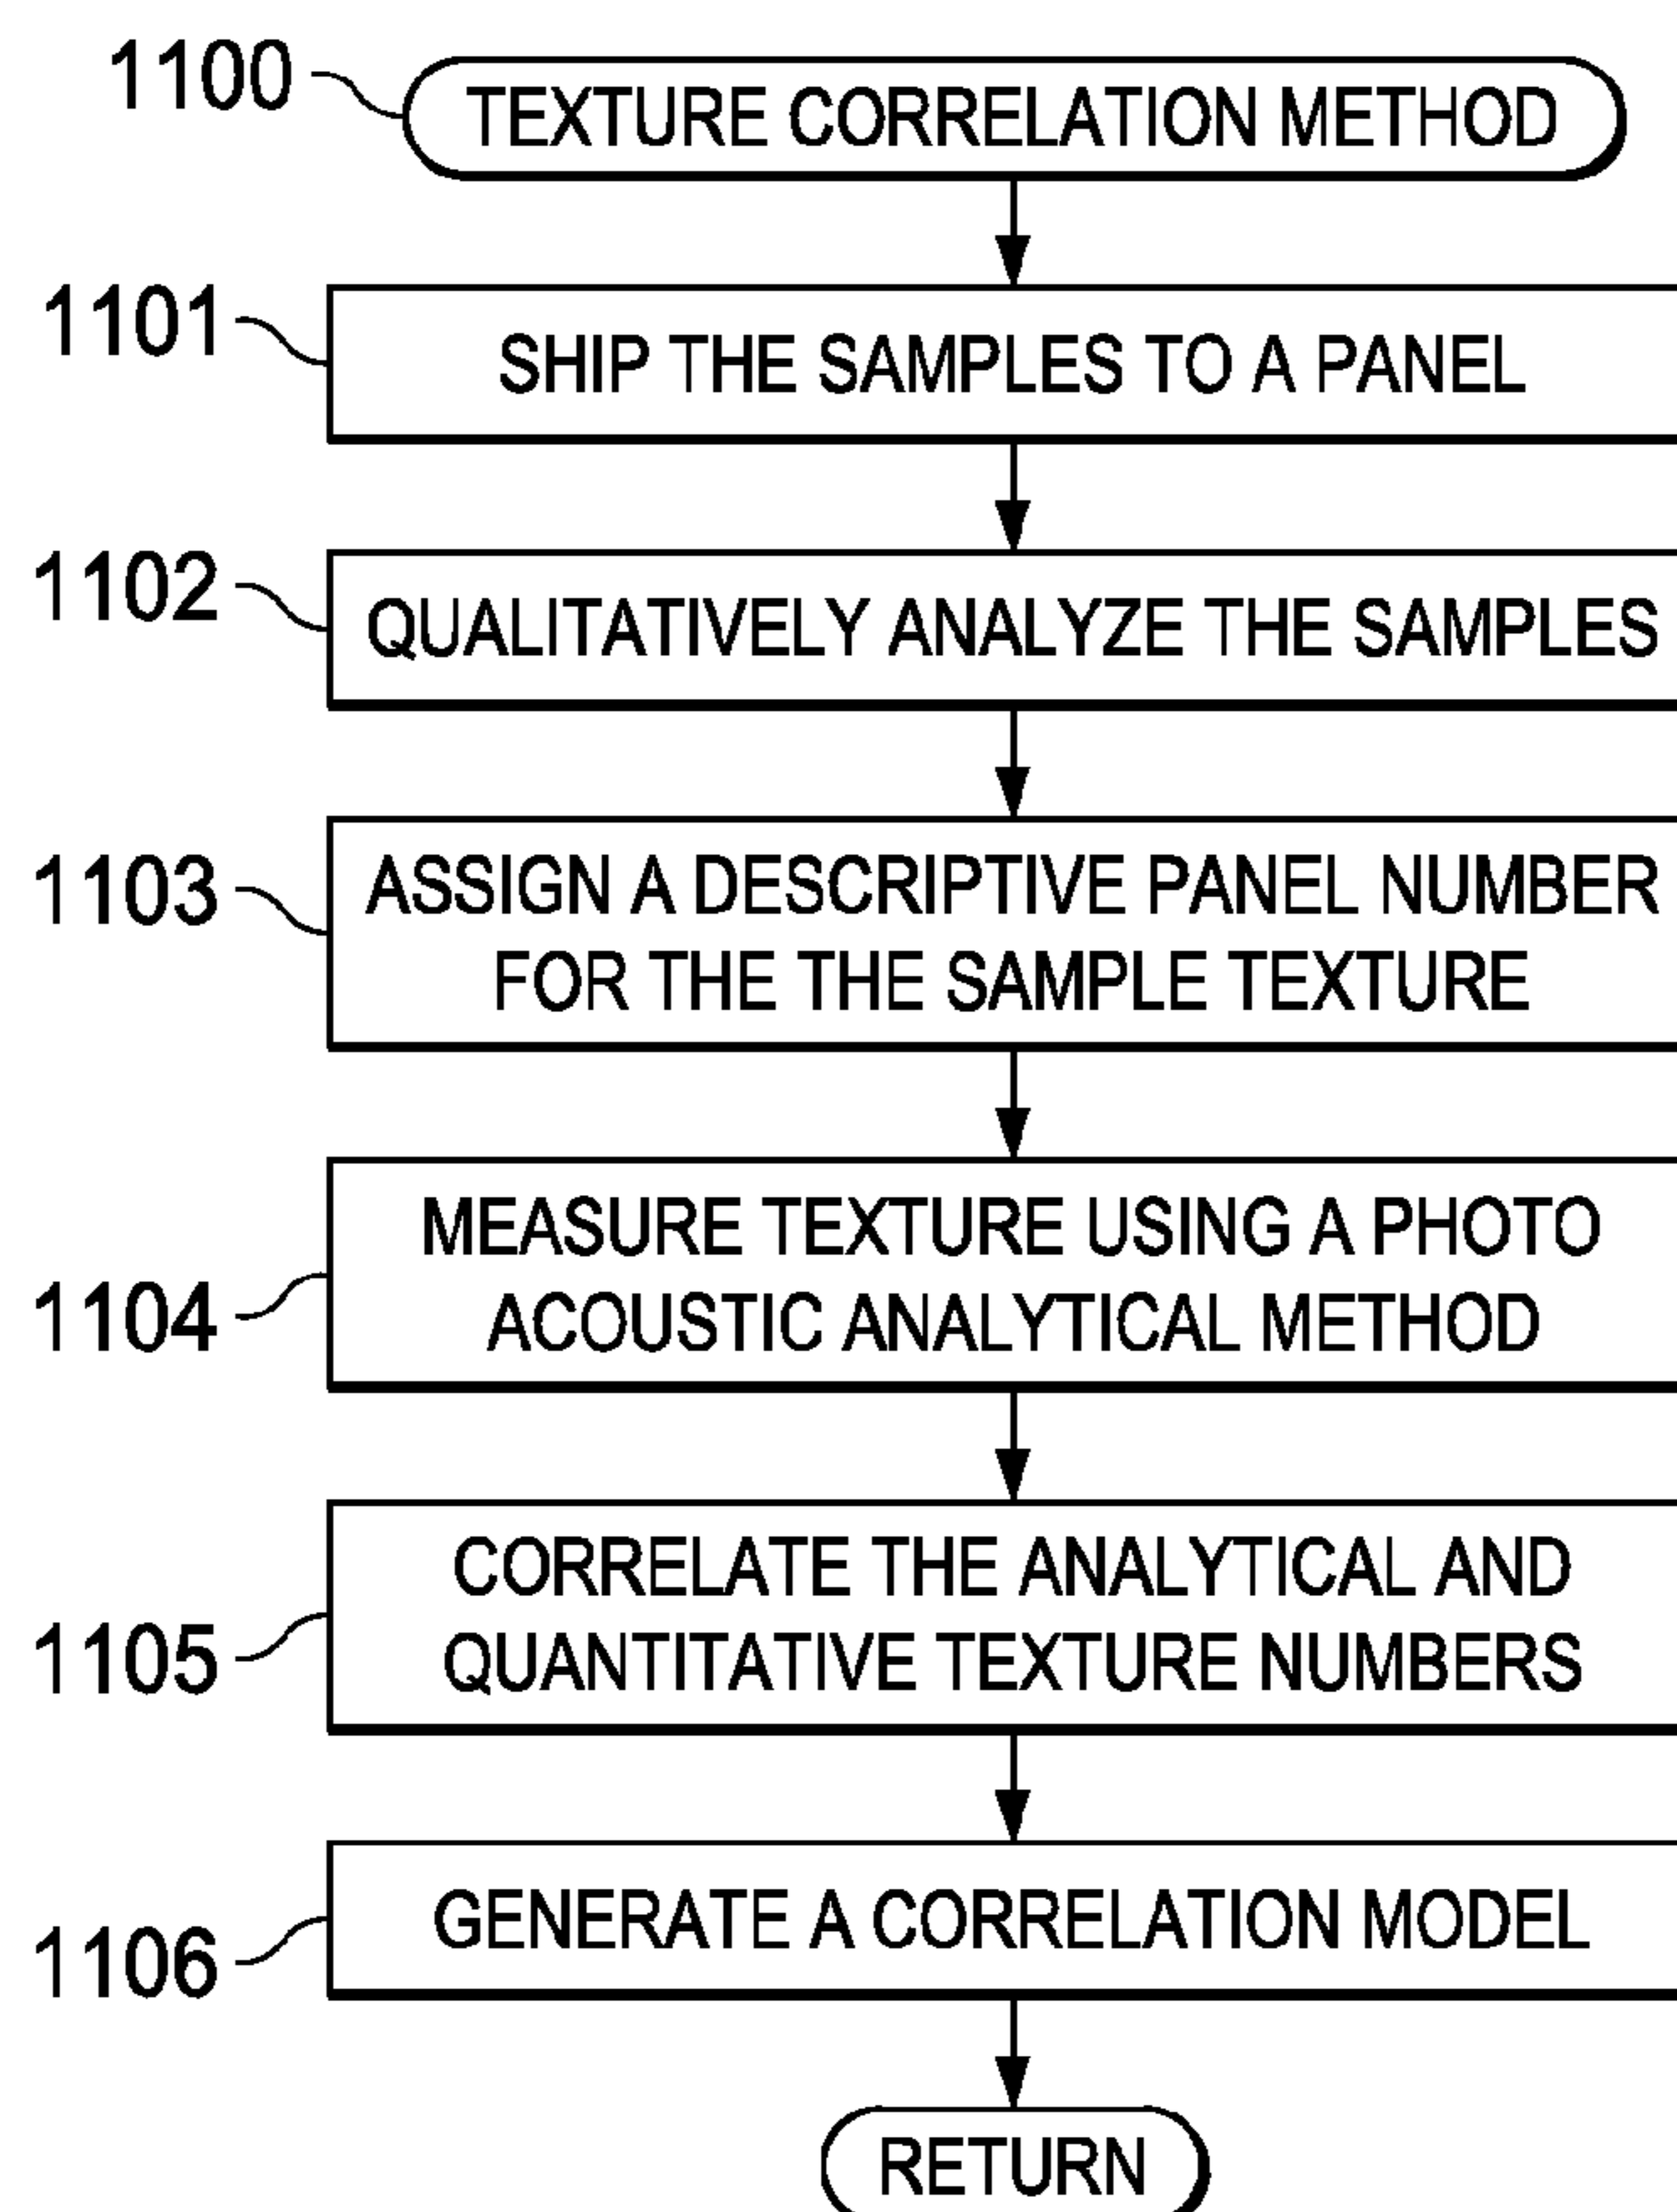 1100
TEXTURE CORRELATION METHOD
1101
SHIP THE SAMPLES TO A PANEL
1102
QUALITATIVELY ANALYZE THE SAMPLES
1103
ASSIGN A DESCRIPTIVE PANEL NUMBER
FOR THE THE SAMPLE TEXTURE
1104
MEASURE TEXTURE USING A PHOTO
ACOUSTIC ANALYTICAL METHOD
1105
CORRELATE THE ANALYTICAL AND
QUANTITATIVE TEXTURE NUMBERS
1106
GENERATE A CORRELATION MODEL
RETURN